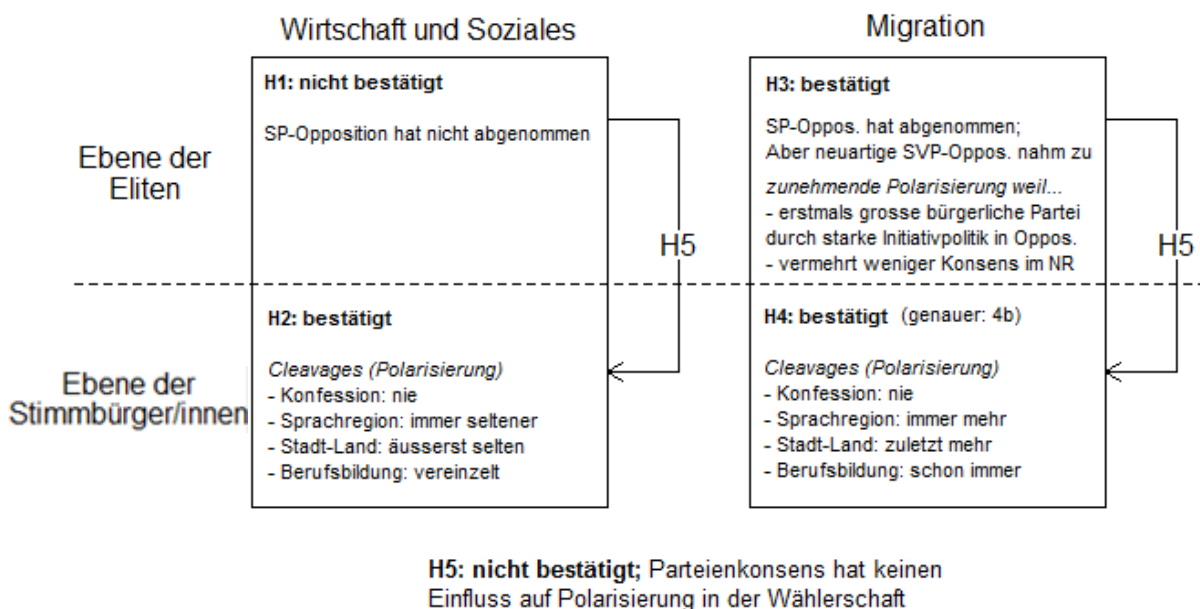 Wirtschaft und Soziales
Migration
Ebene der
Eliten
H1: nicht bestätigt
SP-Opposition hat nicht abgenommen
H5
H3: bestätigt
SP-Oppos. hat abgenommen;
Aber neuartige SVP-Oppos. nahm zu
zunehmende Polarisierung weil...
- erstmals grosse bürgerliche Partei
durch starke Initiativpolitik in Oppos.
- vermehrt weniger Konsens im NR
H5
Ebene der
Stimmbürger/innen
H2: bestätigt
Cleavages (Polarisierung)
- Konfession: nie
- Sprachregion: immer seltener
- Stadt-Land: äusserst selten
- Berufsbildung: vereinzelt
H4: bestätigt (genauer: 4b)
Cleavages (Polarisierung)
- Konfession: nie
- Sprachregion: immer mehr
- Stadt-Land: zuletzt mehr
- Berufsbildung: schon immer
H5: nicht bestätigt; Parteienkonsens hat keinen
Einfluss auf Polarisierung in der Wählerschaft